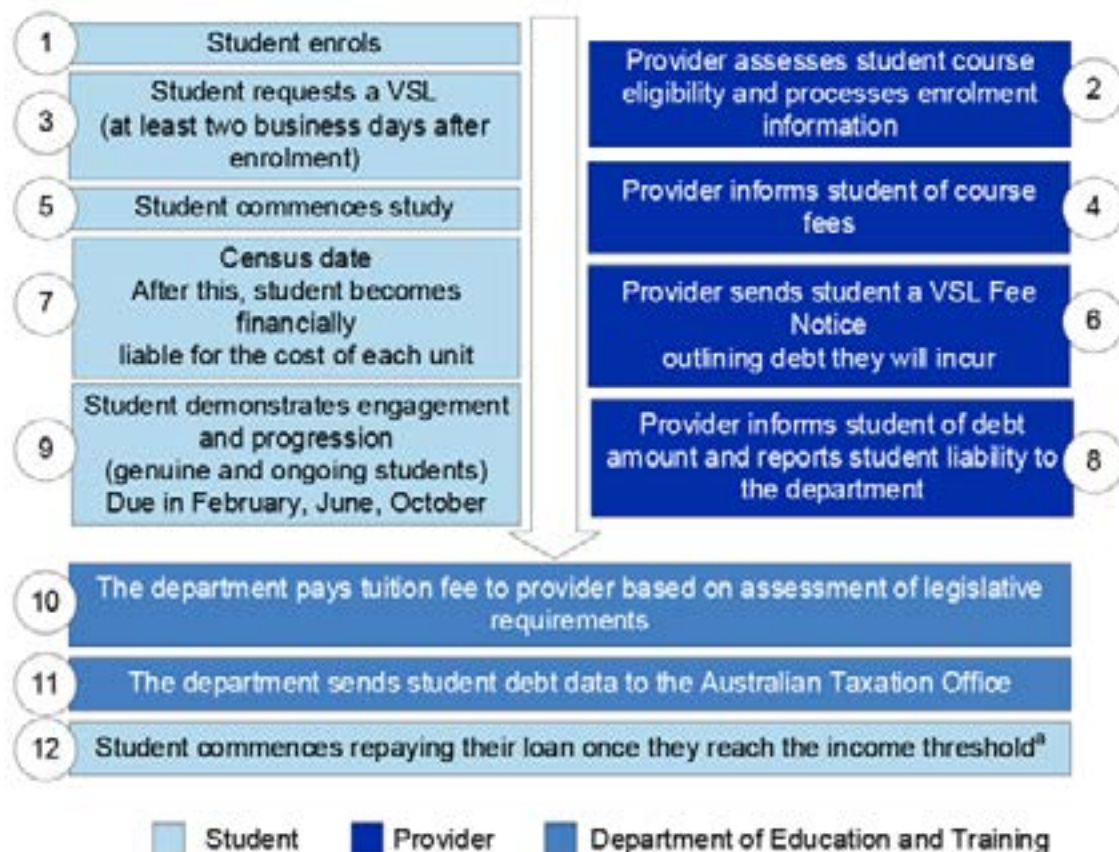 1
Student enrols
Provider assesses student course
eligibility and processes enrolment
information
2
3
Student requests a VSL
(at least two business days after
enrolment)
Provider informs student of course
fees
4
5
Student commences study
Provider sends student a VSL Fee
Notice
outlining debt they will incur
6
7
Census date
After this, student becomes
financially
liable for the cost of each unit
Provider informs student of debt
amount and reports student liability to
the department
8
9
Student demonstrates engagement
and progression
(genuine and ongoing students)
Due in February, June, October
10
The department pays tuition fee to provider based on assessment of legislative
requirements
11
The department sends student debt data to the Australian Taxation Office
12
Student commences repaying their loan once they reach the income thresholdª
Student
Provider
Department of Education and Training